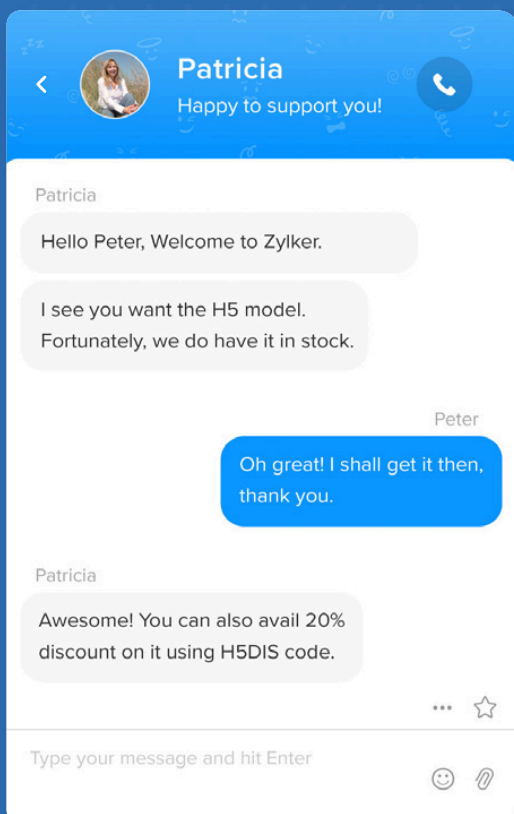 Patricia
Happy to support you!
Patricia
Hello Peter, Welcome to Zylker.
I see you want the H5 model.
Fortunately, we do have it in stock.
Peter
Oh great! I shall get it then,
thank you.
Patricia
Awesome! You can also avail 20%
discount on it using H5DIS code.
Type your message and hit Enter